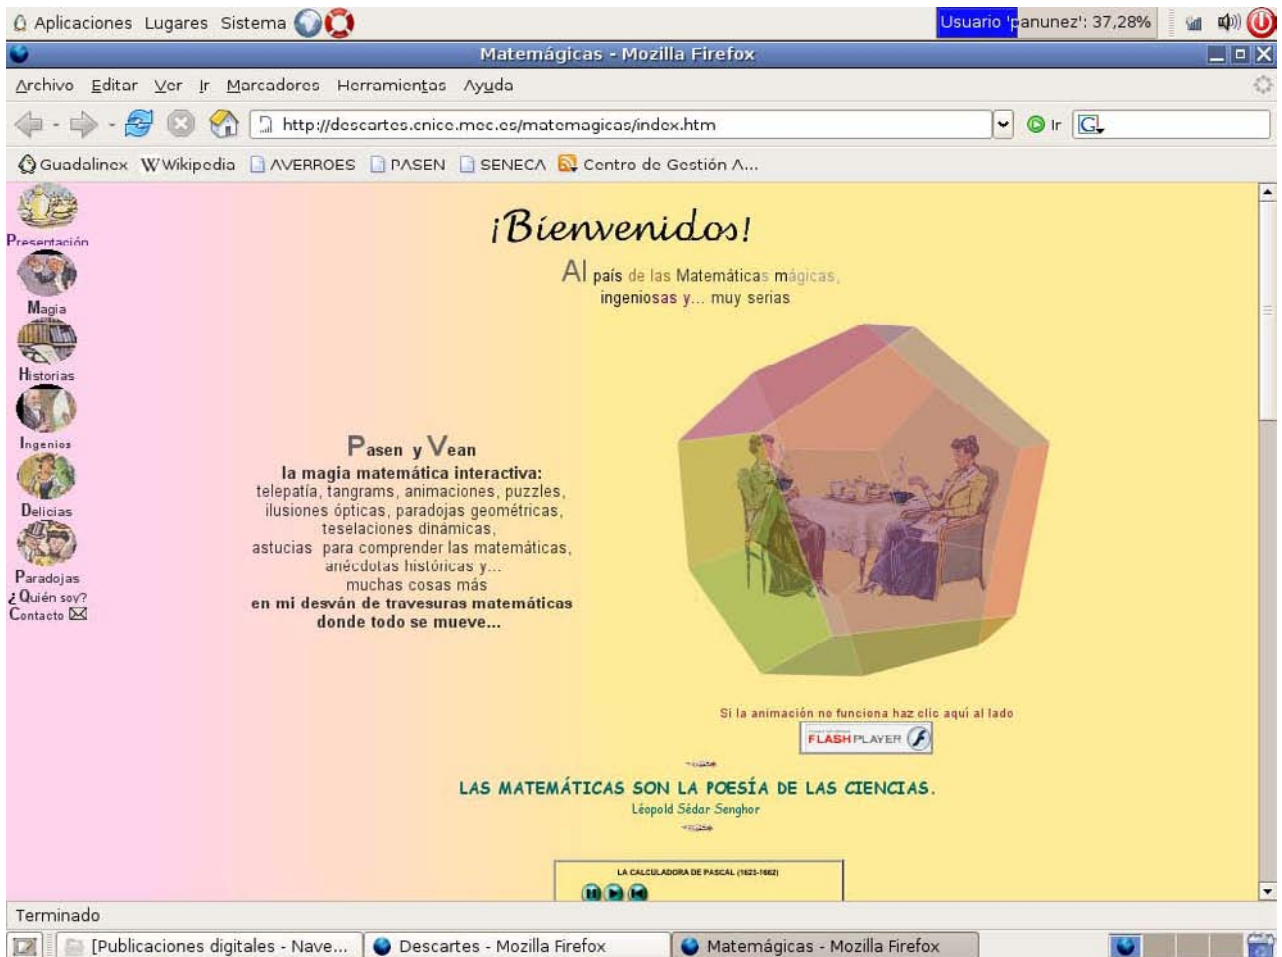 Aplicaciones Lugares Sistema Usuario 'panunez': 37,28%
Matemágicas - Mozilla Firefox
Archivo Editar Ver Ir Marcadores Herramientas Ayuda
http://descartes.cnice.mec.es/matemagicas/index.htm Ir G
Guadalinex W Wikipedia AVERROES PASEN SENECA Centro de Gestión A...
¡Bienvenidos!
Al país de las Matemáticas mágicas,
ingeniosas y... muy serias
Presentación
Magia
Historias
Ingenios
Delicias
Paradojas
¿Quién soy?
Contacto
Pasen y Vean
la magia matemática interactiva:
telepatía, tangrams, animaciones, puzzles,
ilusiones ópticas, paradojas geométricas,
teselaciones dinámicas,
astucias para comprender las matemáticas,
anécdotas históricas y...
muchas cosas más
en mi desván de travesuras matemáticas
donde todo se mueve...
Si la animación no funciona haz clic aquí al lado
FLASH PLAYER
LAS MATEMÁTICAS SON LA POESÍA DE LAS CIENCIAS.
Léopold Sédar Senghor
LA CALCULADORA DE PASCAL (1623-1662)
Terminado
[Publicaciones digitales - Nave... Descartes - Mozilla Firefox Matemágicas - Mozilla Firefox